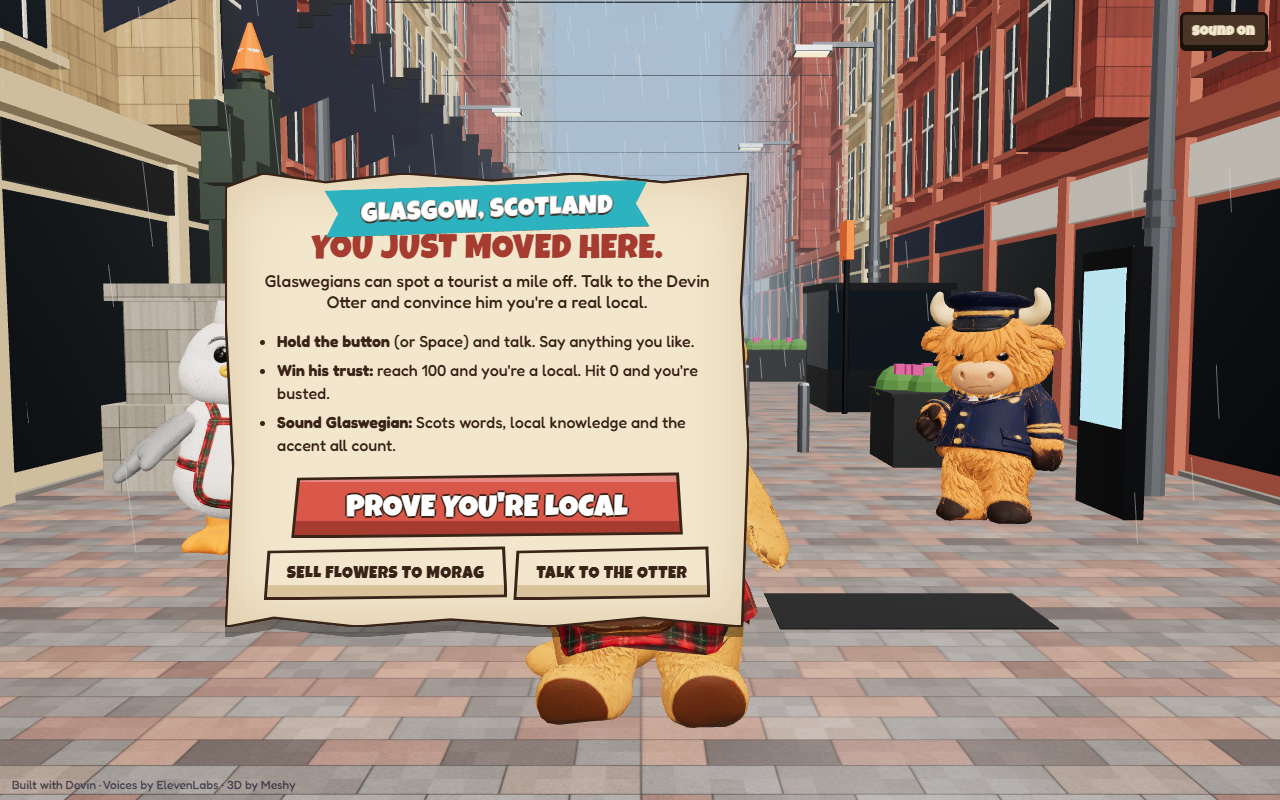 SOUND ON
GLASGOW, SCOTLAND
YOU JUST MOVED HERE.
Glaswegians can spot a tourist a mile off. Talk to the Devin
Otter and convince him you're a real local.
• Hold the button (or Space) and talk. Say anything you like.
• Win his trust: reach 100 and you're a local. Hit 0 and you're
busted.
• Sound Glaswegian: Scots words, local knowledge and the
accent all count.
PROVE YOU'RE LOCAL
SELL FLOWERS TO MORAG
TALK TO THE OTTER
Built with Devin · Voices by ElevenLabs · 3D by Meshy